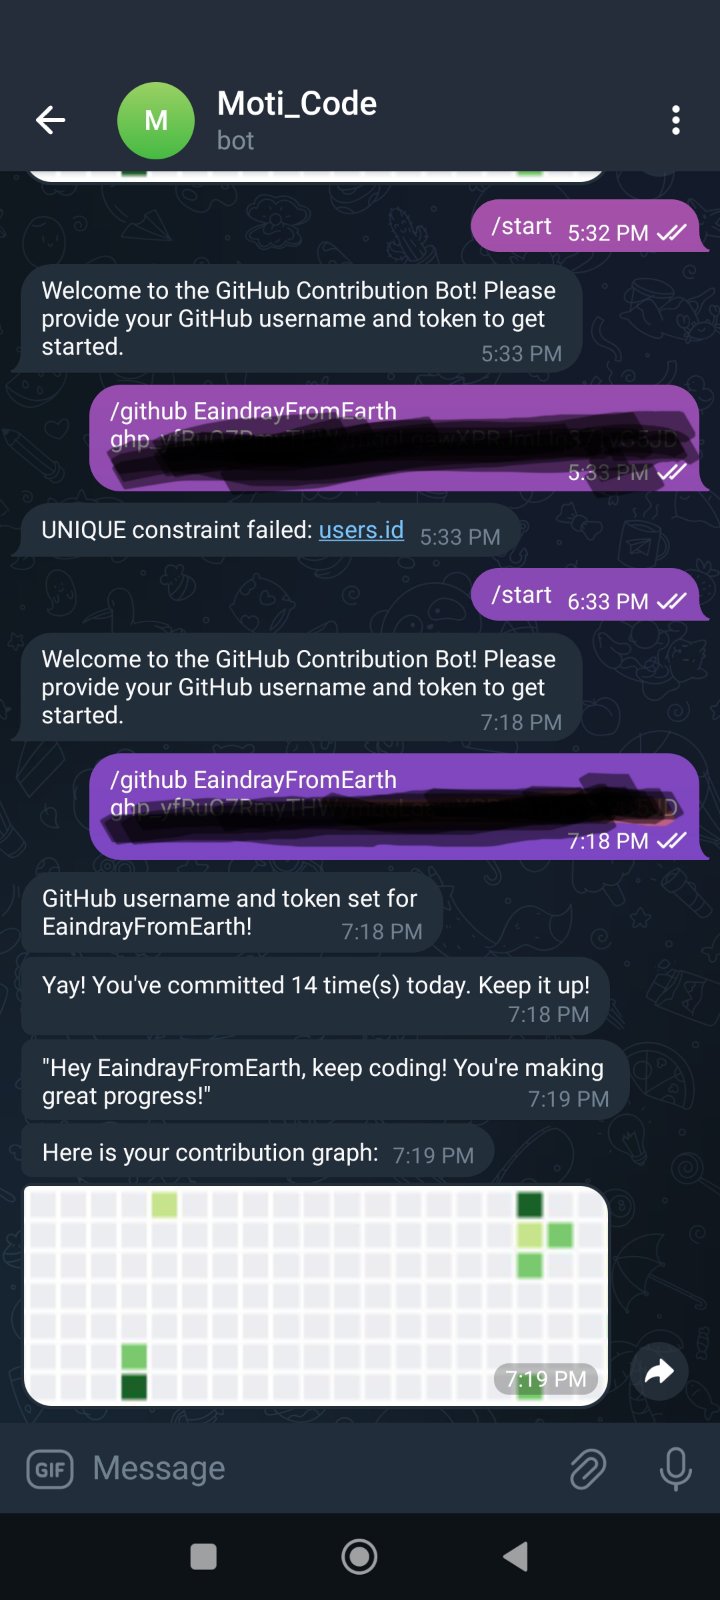 Moti_Code
bot
M
/start 5:32 PM
Welcome to the GitHub Contribution Bot! Please
provide your GitHub username and token to get
started.
5:33 PM
/github EaindrayFromEarth
5:33 PM
UNIQUE constraint failed: users.id 5:33 PM
/start 6:33 PM
Welcome to the GitHub Contribution Bot! Please
provide your GitHub username and token to get
started.
7:18 PM
/github EaindrayFromEarth
7:18 PM
GitHub username and token set for
EaindrayFromEarth! 7:18 PM
Yay! You've committed 14 time(s) today. Keep it up!
7:18 PM
"Hey EaindrayFromEarth, keep coding! You're making
great progress!" 7:19 PM
Here is your contribution graph: 7:19 PM
7:19 PM
GIF Message